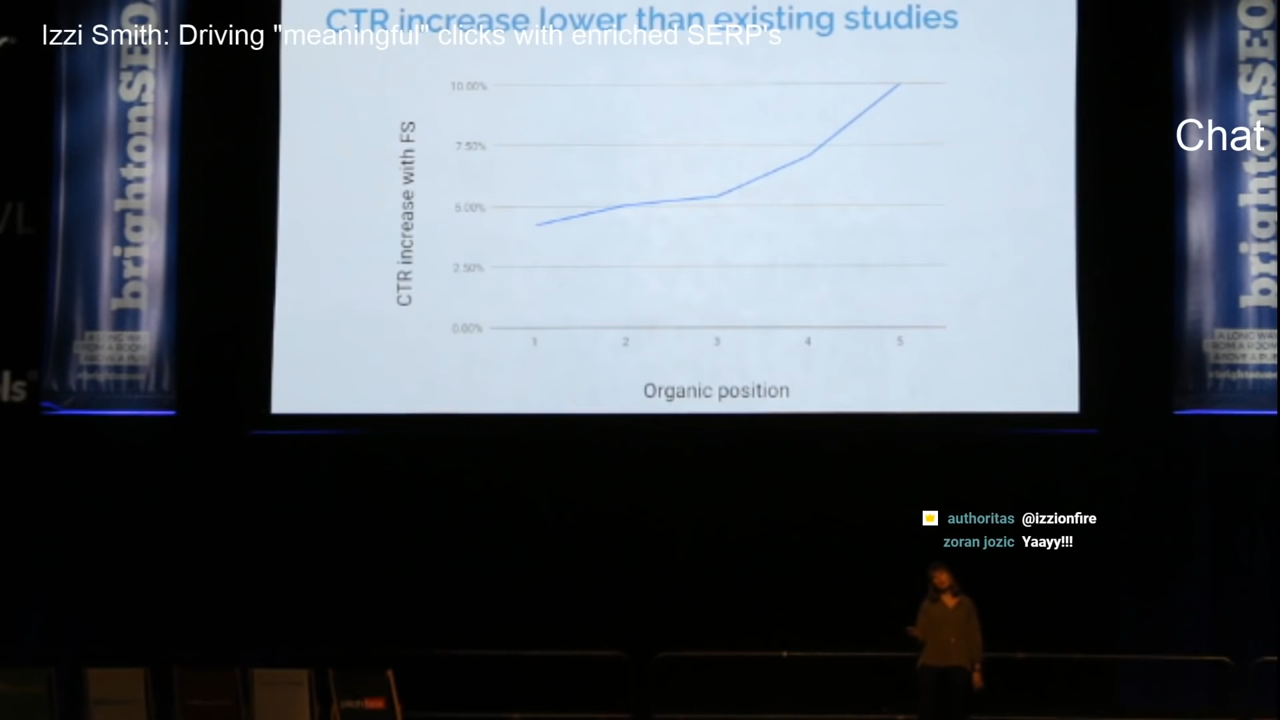 CTR increase lower than existing studies
Izzi Smith: Driving "meaningful" clicks with enriched SERP's
brightonSEO
brightonSEO
Chat
10.00%
7.50%
5.00%
2.50%
0.00%
CTR increase with FS
1 2 3 4 5
Organic position
authoritas @izzionfire
zoran jozic Yaayy!!!